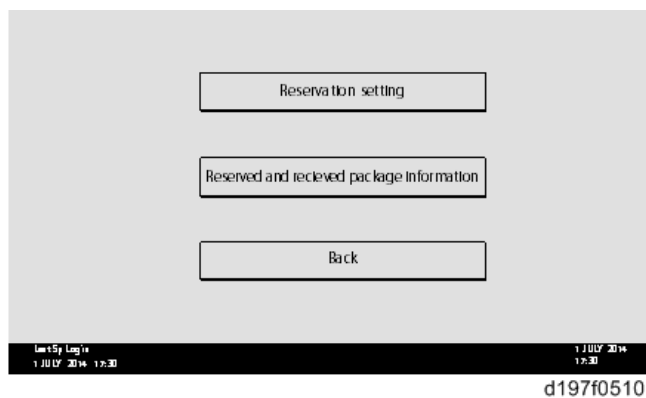 Reservation setting
Reserved and recieved package information
Back
Last Sp Login
1 JULY 2014 17:30
1 JULY 2014
17:30
d197f0510